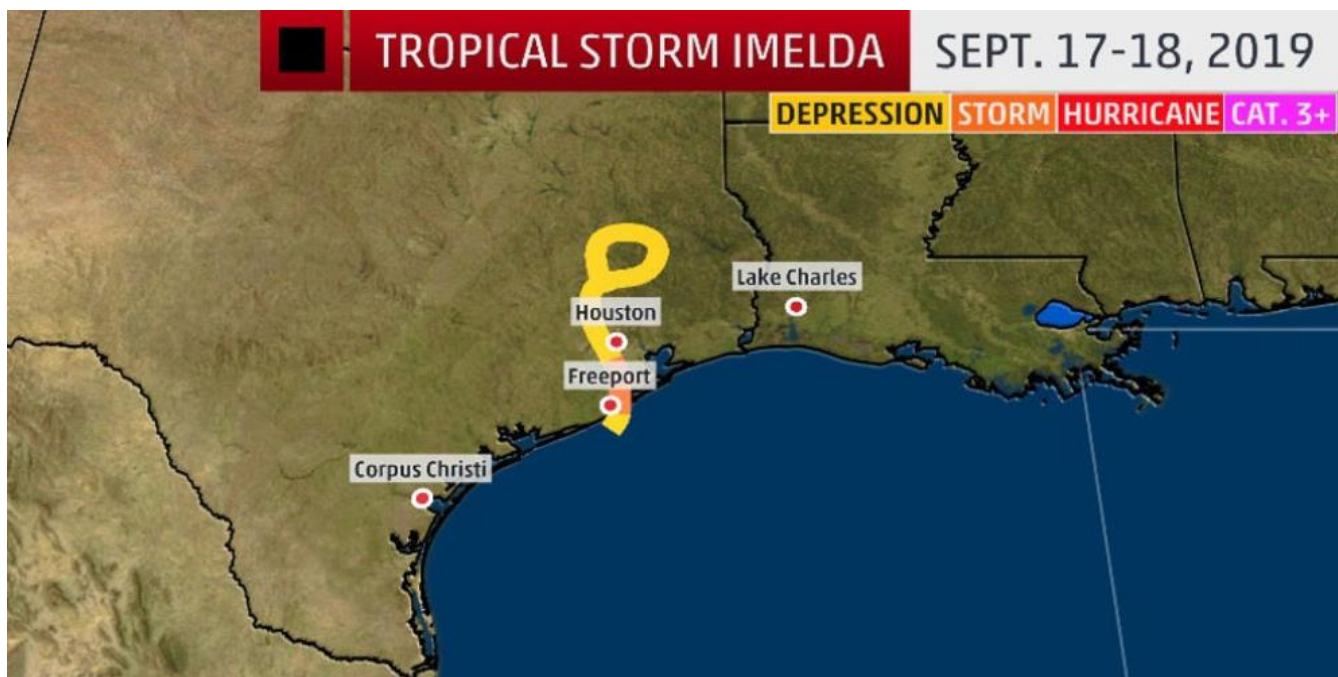 TROPICAL STORM IMELDA
SEPT. 17-18, 2019
DEPRESSION STORM HURRICANE CAT. 3+
Lake Charles
Houston
Freeport
Corpus Christi